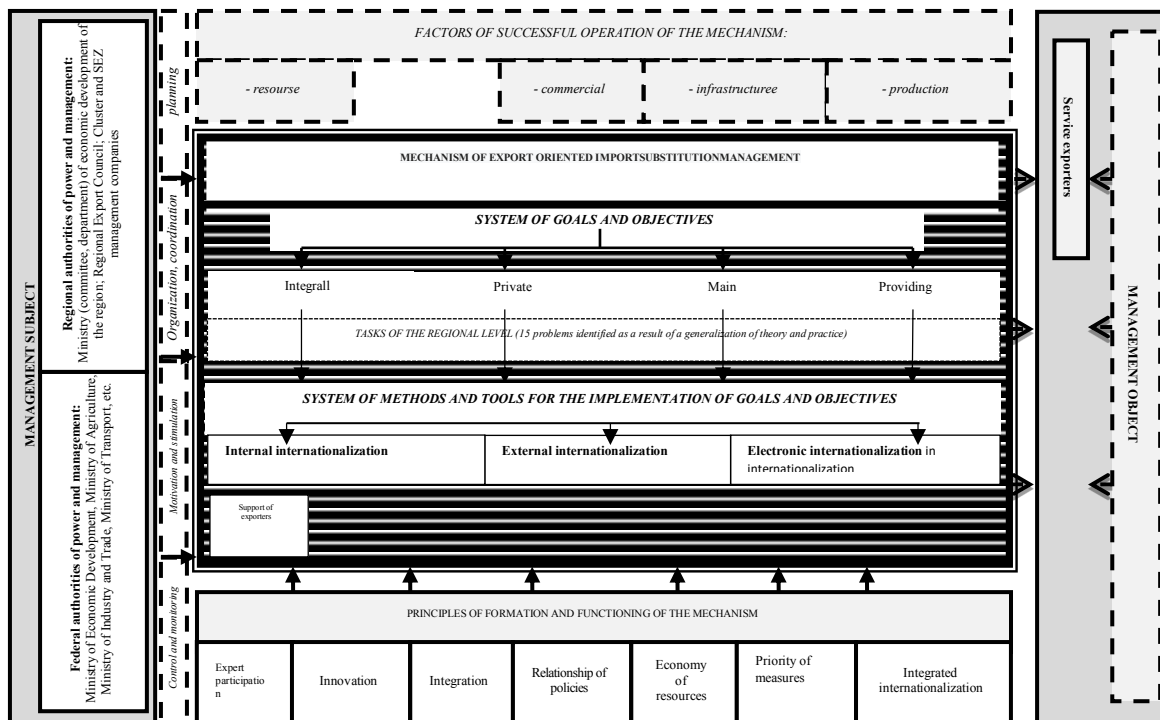 MANAGEMENT SUBJECT
Regional authorities of power and management:
Ministry (committee, department) of economic development of
the region; Regional Export Council; Cluster and SEZ
management companies
Federal authorities of power and management:
Ministry of Economic Development, Ministry of Agriculture,
Ministry of Industry and Trade, Ministry of Transport, etc.
planning
Organization, coordination
Motivation and stimulation
Control and monitoring
FACTORS OF SUCCESSFUL OPERATION OF THE MECHANISM:
- resourse
- commercial
- infrastructuree
- production
MECHANISM OF EXPORT ORIENTED IMPORTSUBSTITUTIONMANAGEMENT
SYSTEM OF GOALS AND OBJECTIVES
Integrall
Private
Main
Providing
TASKS OF THE REGIONAL LEVEL (15 problems identified as a result of a generalization of theory and practice)
SYSTEM OF METHODS AND TOOLS FOR THE IMPLEMENTATION OF GOALS AND OBJECTIVES
Internal internationalization
External internationalization
Electronic internationalization in
internationalization
Support of
exporters
PRINCIPLES OF FORMATION AND FUNCTIONING OF THE MECHANISM
Expert
participatio
n
Innovation
Integration
Relationship of
policies
Economy
of
resources
Priority of
measures
Integrated
internationalization
Service exporters
MANAGEMENT OBJECT